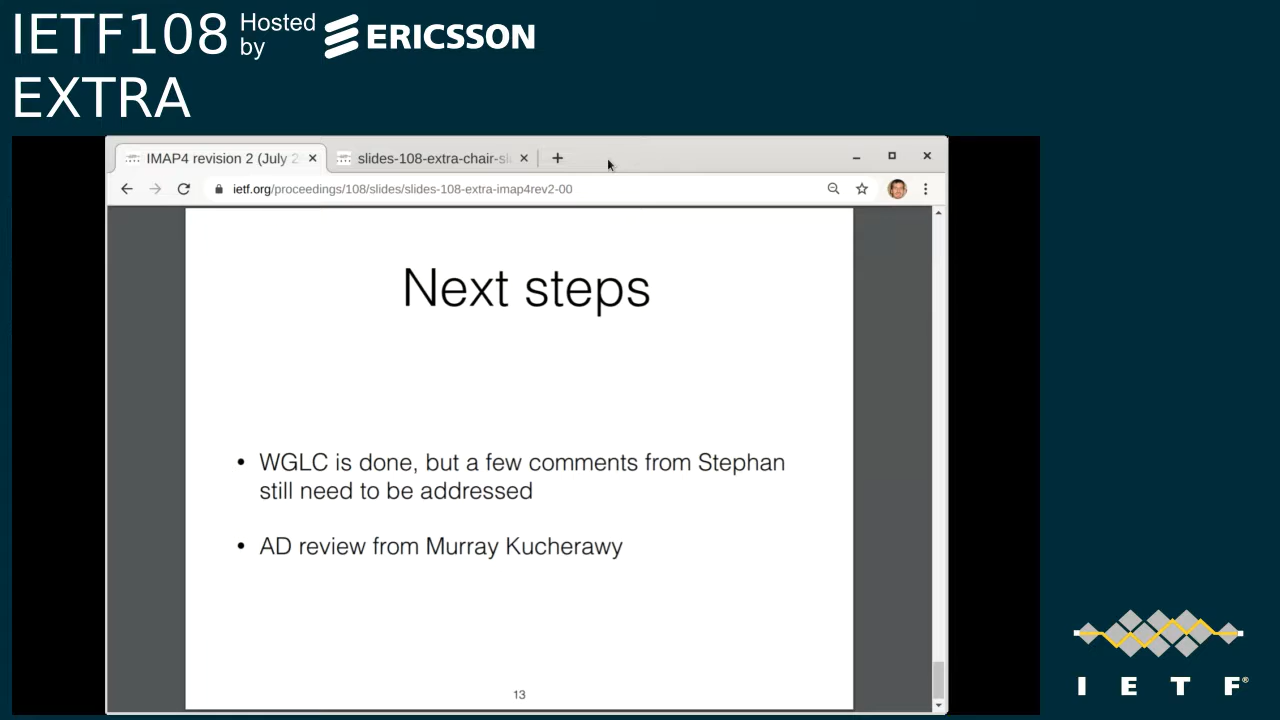 IETF108 Hosted by ERICSSON
EXTRA
IMAP4 revision 2 (July 2
slides-108-extra-chair-sl
ietf.org/proceedings/108/slides/slides-108-extra-imap4rev2-00
Next steps
• WGLC is done, but a few comments from Stephan
still need to be addressed
• AD review from Murray Kucherawy
13
I E T F®